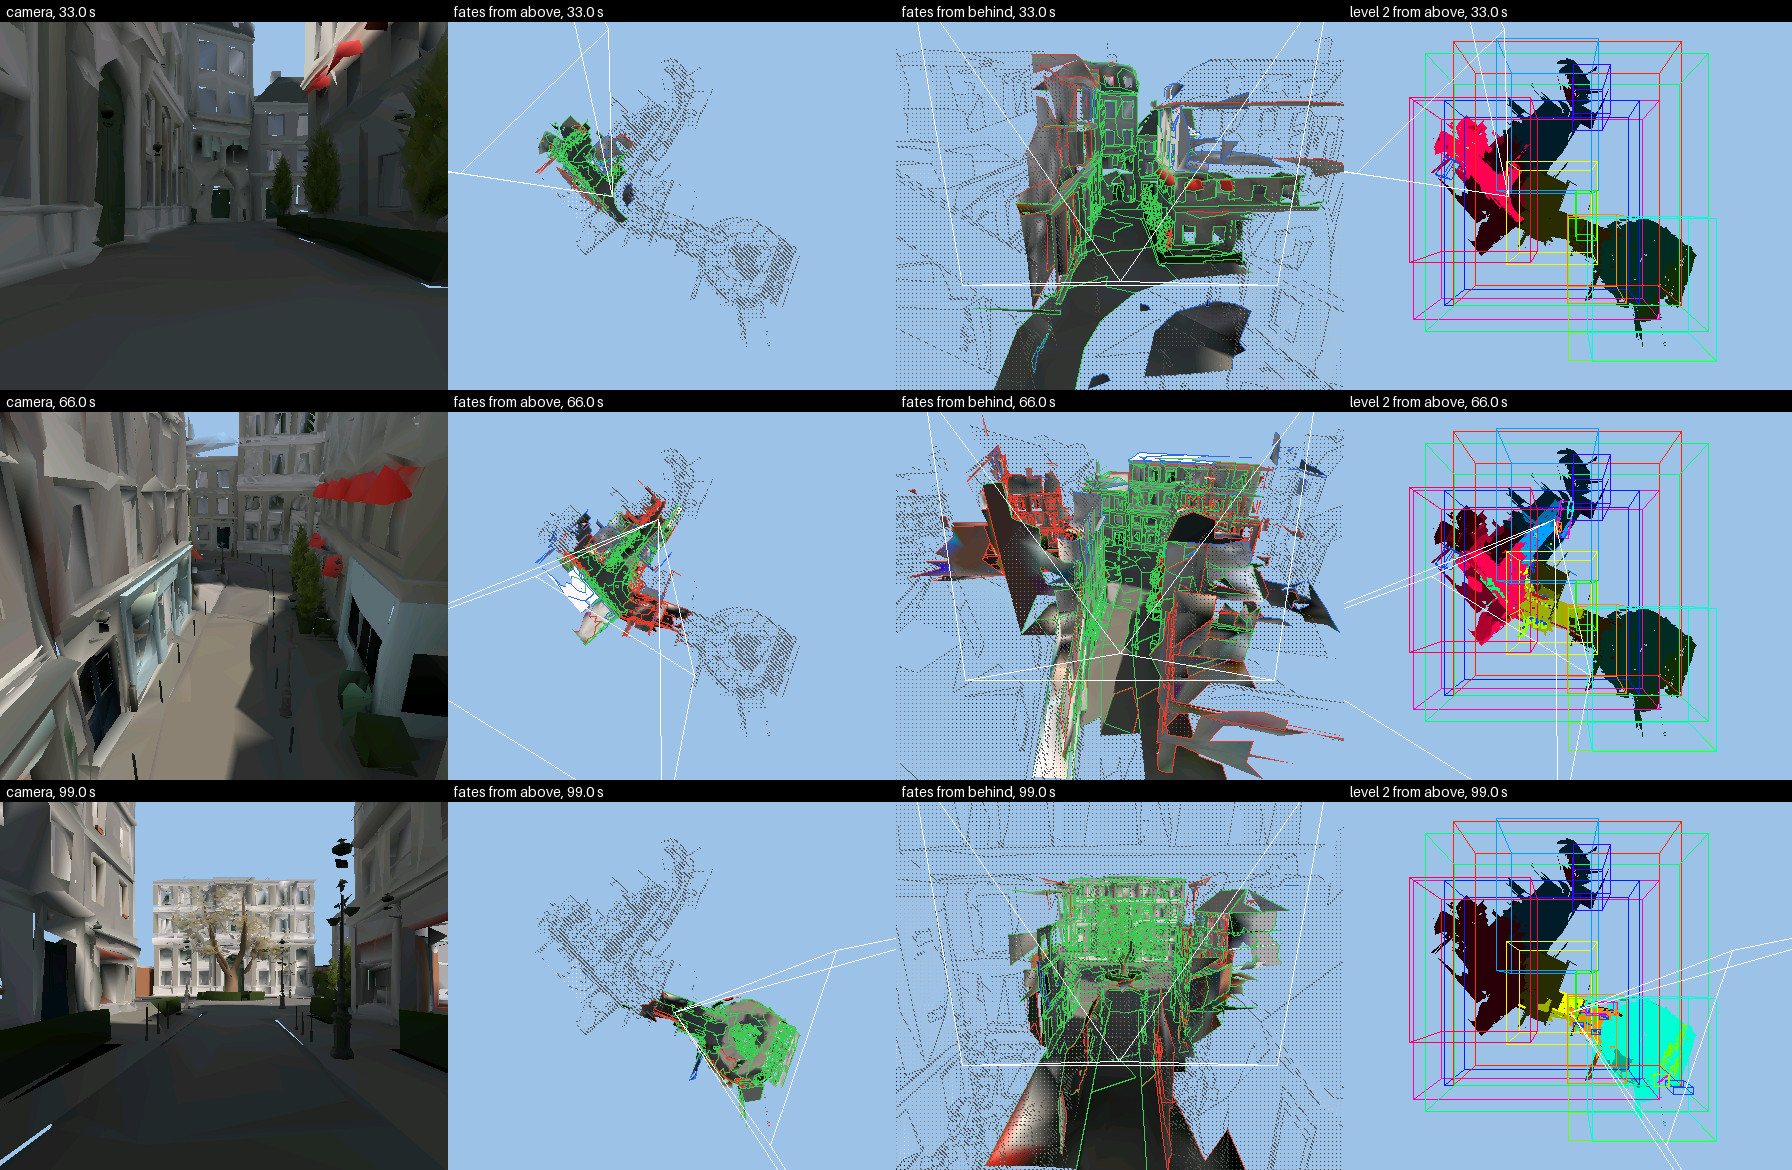 camera, 33.0 s
fates from above, 33.0 s
fates from behind, 33.0 s
level 2 from above, 33.0 s
camera, 66.0 s
fates from above, 66.0 s
fates from behind, 66.0 s
level 2 from above, 66.0 s
camera, 99.0 s
fates from above, 99.0 s
fates from behind, 99.0 s
level 2 from above, 99.0 s